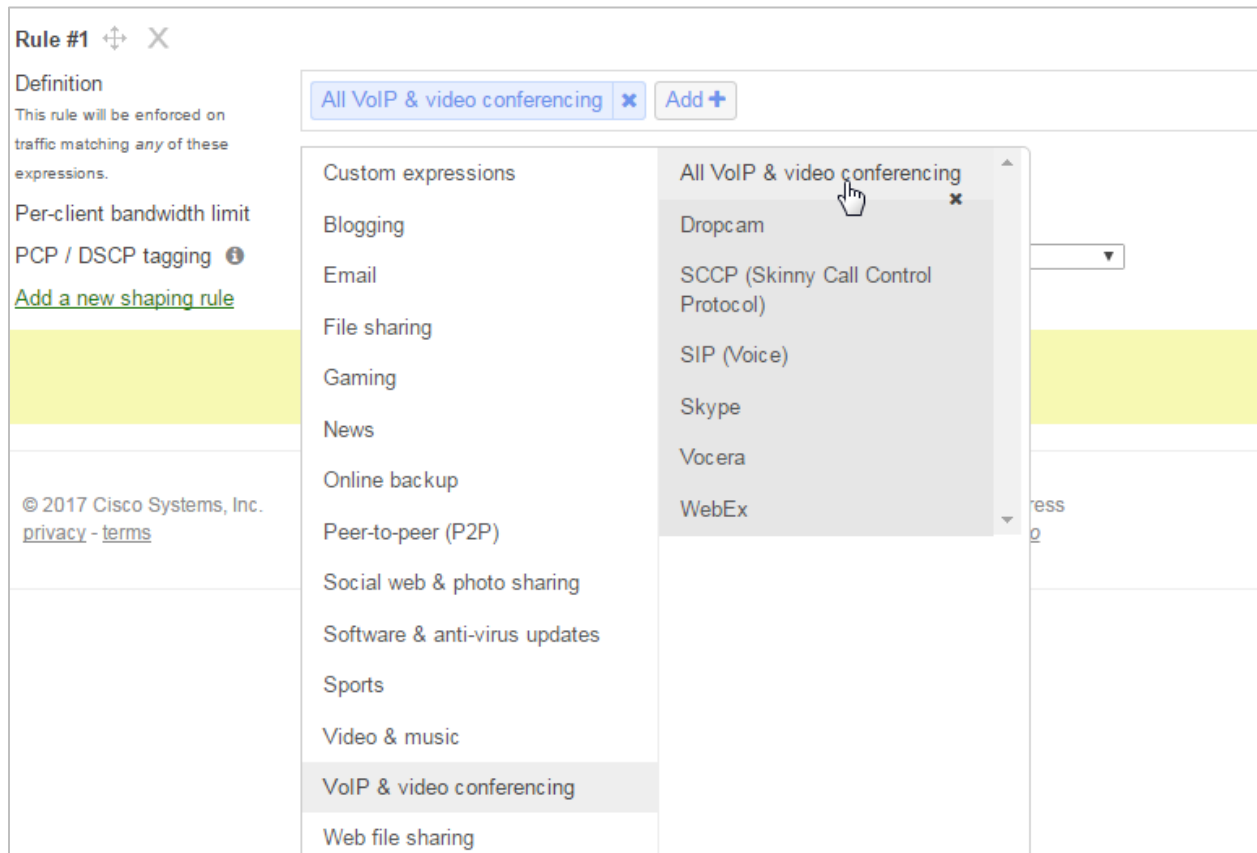 Rule #1
Definition
This rule will be enforced on
traffic matching any of these
expressions.
Per-client bandwidth limit
PCP / DSCP tagging
Add a new shaping rule
All VoIP & video conferencing
Add
Custom expressions
Blogging
Email
File sharing
Gaming
News
Online backup
Peer-to-peer (P2P)
Social web & photo sharing
Software & anti-virus updates
Sports
Video & music
VoIP & video conferencing
Web file sharing
All VoIP & video conferencing
Dropcam
SCCP (Skinny Call Control
Protocol)
SIP (Voice)
Skype
Vocera
WebEx
© 2017 Cisco Systems, Inc.
privacy - terms